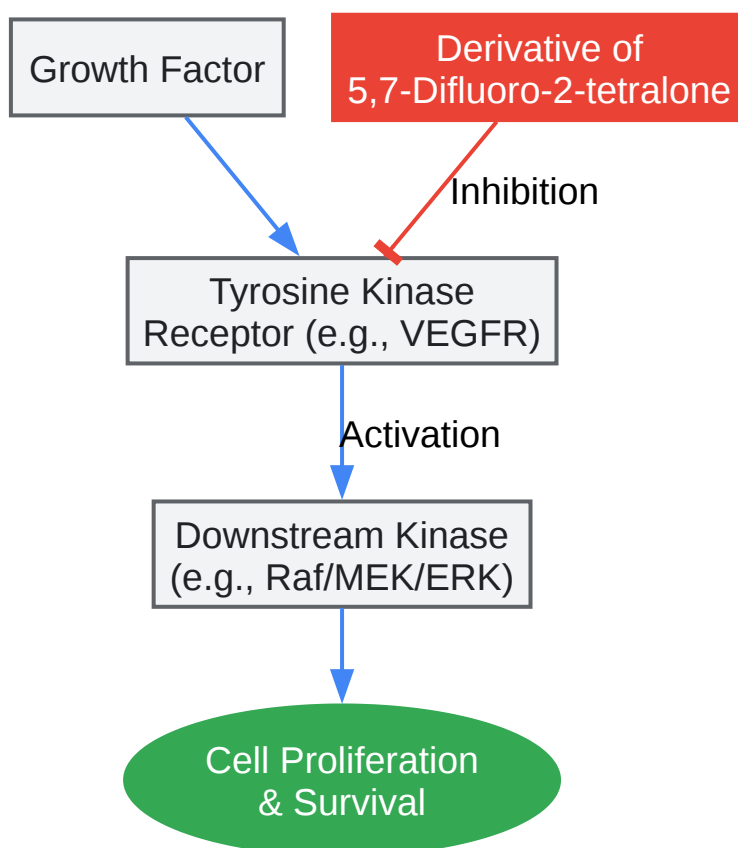 Growth Factor
Derivative of
5,7-Difluoro-2-tetralone
Inhibition
Tyrosine Kinase
Receptor (e.g., VEGFR)
Activation
Downstream Kinase
(e.g., Raf/MEK/ERK)
Cell Proliferation
& Survival